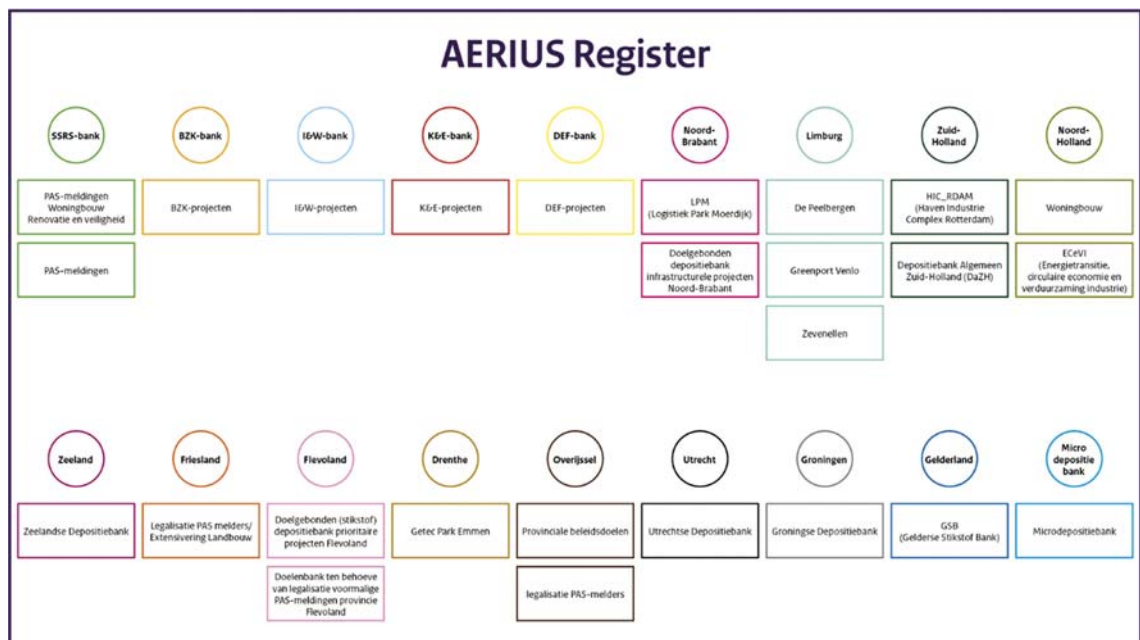 AERIUS Register
SSRS-bank
BZK-bank
I&W-bank
K&E-bank
DEF-bank
Noord-
Brabant
Limburg
Zuid-
Holland
Noord-
Holland
PAS-meldingen
Woningbouw
Renovatie en veiligheid
BZK-projecten
I&W-projecten
K&E-projecten
DEF-projecten
LPM
(Logistiek Park Moerdijk)
De Peelbergen
HIC_RDAM
(Haven Industrie
Complex Rotterdam)
Woningbouw
PAS-meldingen
Doelgebonden
depositiebank
infrastructurele projecten
Noord-Brabant
Greenport Venlo
Depositiebank Algemeen
Zuid-Holland (DaZH)
ECeVI
(Energietransitie,
circulaire economie en
verduurzaming industrie)
Zevenellen
Zeeland
Friesland
Flevoland
Drenthe
Overijssel
Utrecht
Groningen
Gelderland
Micro
depositie
bank
Zeelandse Depositiebank
Legalisatie PAS melders/
Extensivering Landbouw
Doelgebonden (stikstof)
depositiebank prioritaire
projecten Flevoland
Getec Park Emmen
Provinciale beleidsdoelen
Utrechtse Depositiebank
Groningse Depositiebank
GSB
(Gelderse Stikstof Bank)
Microdepositiebank
Doelenbank ten behoeve
van legalisatie voormalige
PAS-meldingen provincie
Flevoland
legalisatie PAS-melders